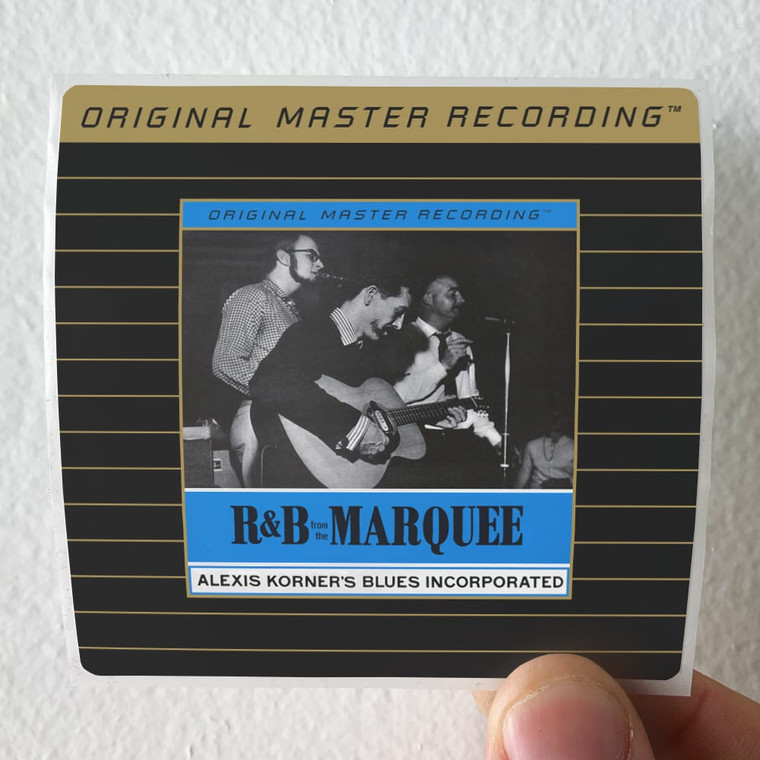 ORIGINAL MASTER RECORDING™
ORIGINAL MASTER RECORDING™
R&B from the MARQUEE
ALEXIS KORNER'S BLUES INCORPORATED